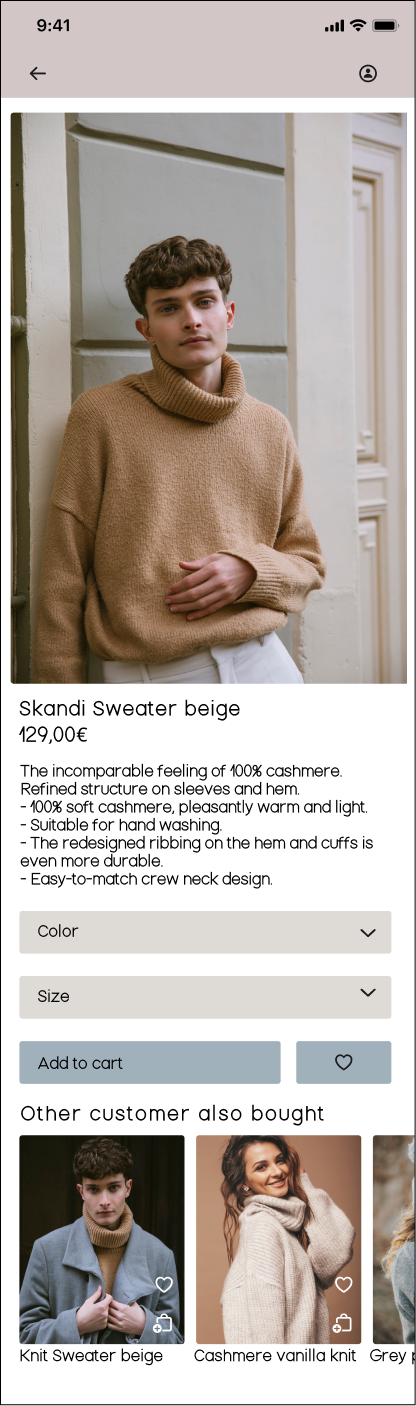 9:41
Skandi Sweater beige
129,00€
The incomparable feeling of 100% cashmere.
Refined structure on sleeves and hem.
- 100% soft cashmere, pleasantly warm and light.
- Suitable for hand washing.
- The redesigned ribbing on the hem and cuffs is
even more durable.
- Easy-to-match crew neck design.
Color
Size
Add to cart
Other customer also bought
Knit Sweater beige
Cashmere vanilla knit
Grey